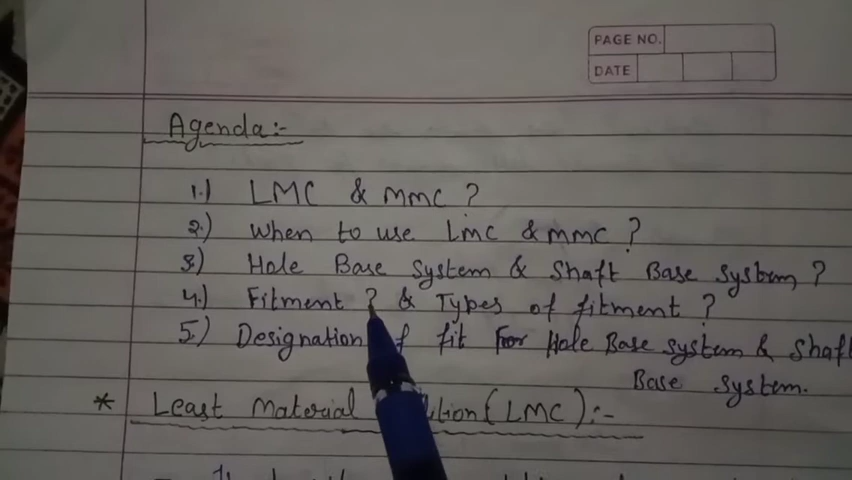 PAGE NO.
DATE
Agenda:-
1.) LMC & MMC ?
2.) When to use LMC & MMC ?
3.) Hole Base System & Shaft Base System ?
4.) Fitment ? & Types of fitment ?
5.) Designation of fit For Hole Base system & Shaft
Base system.
* Least Material (LMC):-